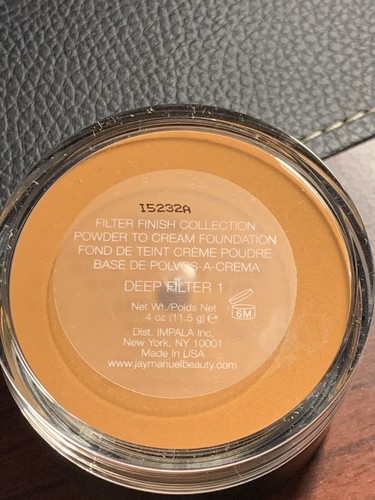 I5232A
FILTER FINISH COLLECTION
POWDER TO CREAM FOUNDATION
FOND DE TEINT CRÈME POUDRE
BASE DE POLVOS-A-CREMA
DEEP FILTER 1
Net Wt./Poids Net
.4 oz (11.5 g) e
6M
Dist. IMPALA Inc.
New York, NY 10001
Made in USA
www.jaymanuelbeauty.com